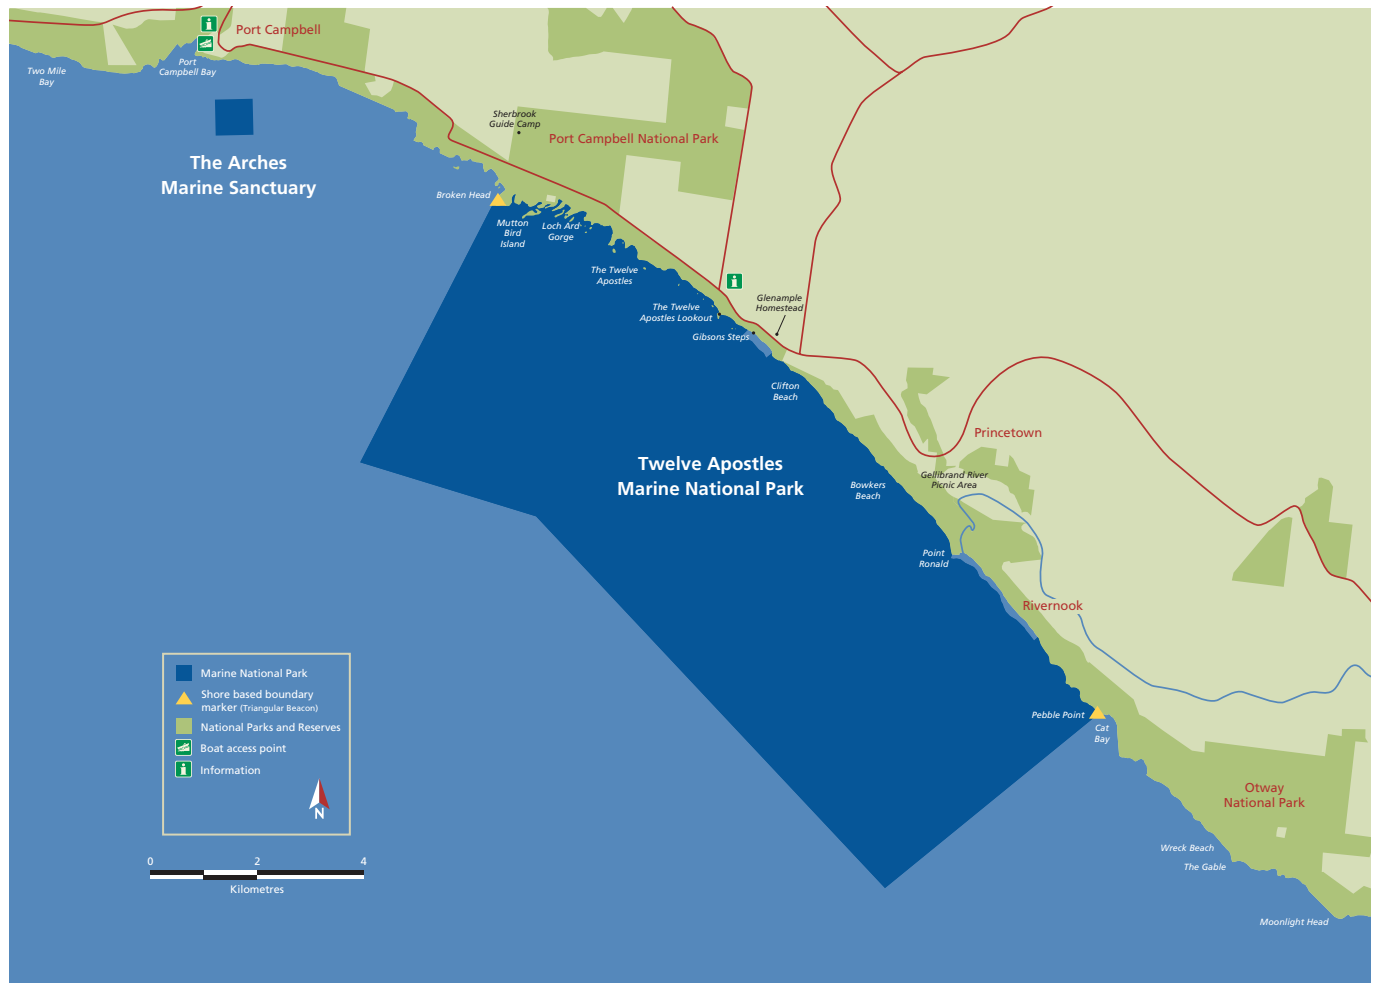 Port Campbell
Two Mile
Bay
Port
Campbell Bay
The Arches
Marine Sanctuary
Sherbrook
Guide Camp
Port Campbell National Park
Broken Head
Mutton
Bird
Island
Loch Ard
Gorge
The Twelve
Apostles
The Twelve
Apostles Lookout
Gibsons Steps
Glenample
Homestead
Clifton
Beach
Princetown
Twelve Apostles
Marine National Park
Gellibrand River
Picnic Area
Bowkers
Beach
Point
Ronald
Rivernook
Pebble Point
Cat
Bay
Otway
National Park
Wreck Beach
The Gable
Moonlight Head
Marine National Park
Shore based boundary
marker (Triangular Beacon)
National Parks and Reserves
Boat access point
Information
N
0 2 4
Kilometres